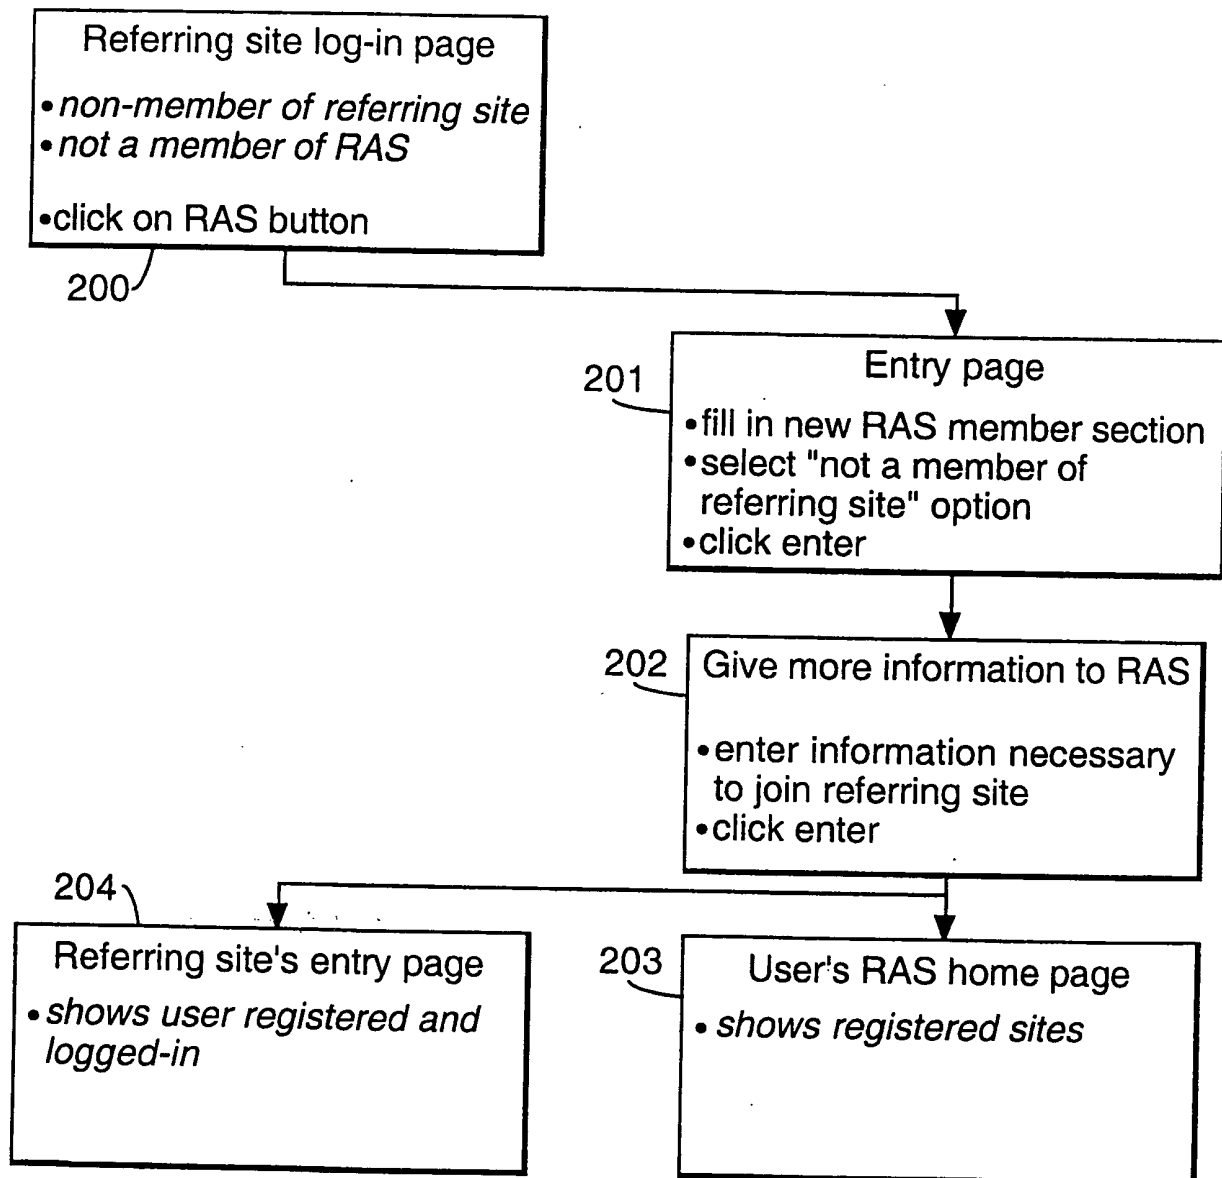 Referring site log-in page
•non-member of referring site
•not a member of RAS
•click on RAS button
200
201
Entry page
•fill in new RAS member section
•select "not a member of
referring site" option
•click enter
202
Give more information to RAS
•enter information necessary
to join referring site
•click enter
204
Referring site's entry page
•shows user registered and
logged-in
203
User's RAS home page
•shows registered sites